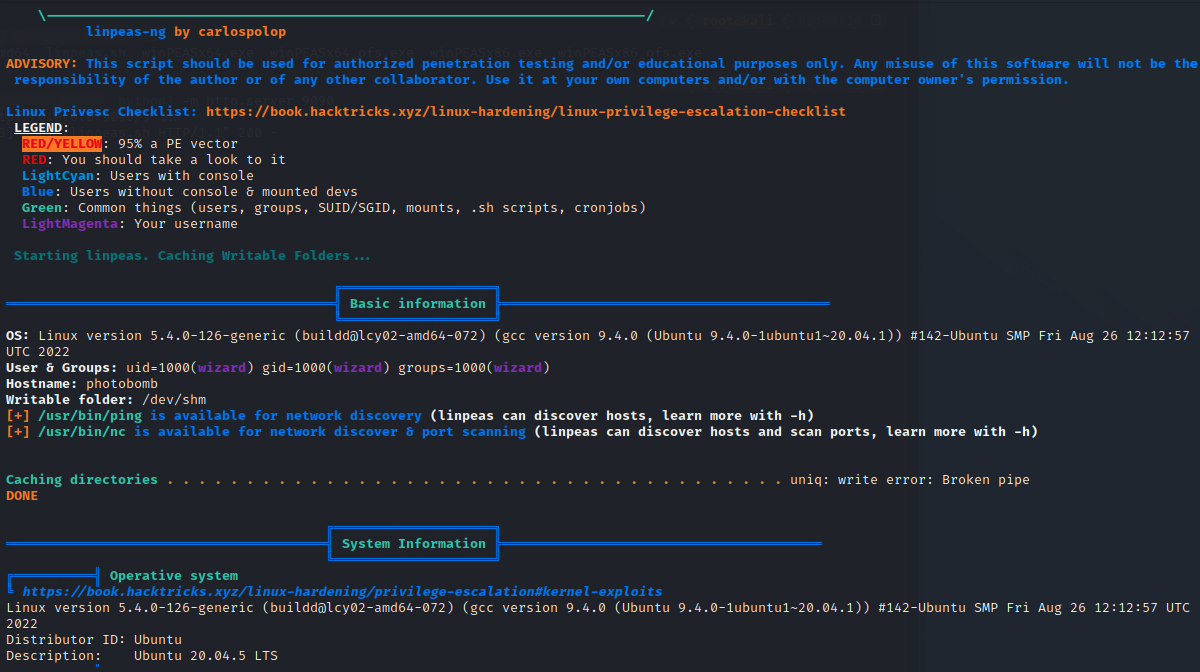 linpeas-ng by carlospolop
ADVISORY: This script should be used for authorized penetration testing and/or educational purposes only. Any misuse of this software will not be the
responsibility of the author or of any other collaborator. Use it at your own computers and/or with the computer owner's permission.
Linux Privesc Checklist: https://book.hacktricks.xyz/linux-hardening/linux-privilege-escalation-checklist
LEGEND:
RED/YELLOW: 95% a PE vector
RED: You should take a look to it
LightCyan: Users with console
Blue: Users without console & mounted devs
Green: Common things (users, groups, SUID/SGID, mounts, .sh scripts, cronjobs)
LightMagenta: Your username
Starting linpeas. Caching Writable Folders...
Basic information
OS: Linux version 5.4.0-126-generic (buildd@lcy02-amd64-072) (gcc version 9.4.0 (Ubuntu 9.4.0-1ubuntu1~20.04.1)) #142-Ubuntu SMP Fri Aug 26 12:12:57
UTC 2022
User & Groups: uid=1000(wizard) gid=1000(wizard) groups=1000(wizard)
Hostname: photobomb
Writable folder: /dev/shm
[+] /usr/bin/ping is available for network discovery (linpeas can discover hosts, learn more with -h)
[+] /usr/bin/nc is available for network discover & port scanning (linpeas can discover hosts and scan ports, learn more with -h)
Caching directories . . . . . . . . . . . . . . . . . . . . . . . . . . . . . . . . . . . . . . . uniq: write error: Broken pipe
DONE
System Information
Operative system
https://book.hacktricks.xyz/linux-hardening/privilege-escalation#kernel-exploits
Linux version 5.4.0-126-generic (buildd@lcy02-amd64-072) (gcc version 9.4.0 (Ubuntu 9.4.0-1ubuntu1~20.04.1)) #142-Ubuntu SMP Fri Aug 26 12:12:57 UTC
2022
Distributor ID: Ubuntu
Description: Ubuntu 20.04.5 LTS